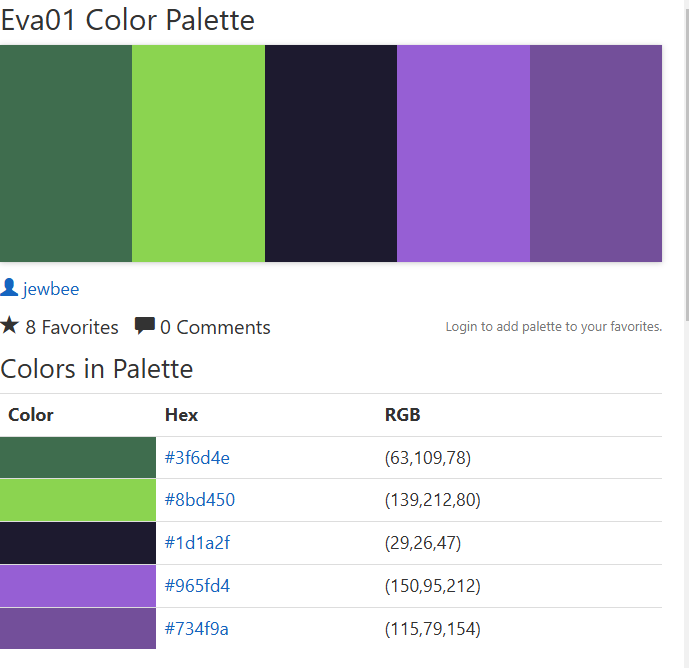 Eva01 Color Palette
jewbee
8 Favorites 0 Comments Login to add palette to your favorites.
Colors in Palette
Color Hex RGB
#3f6d4e (63,109,78)
#8bd450 (139,212,80)
#1d1a2f (29,26,47)
#965fd4 (150,95,212)
#734f9a (115,79,154)